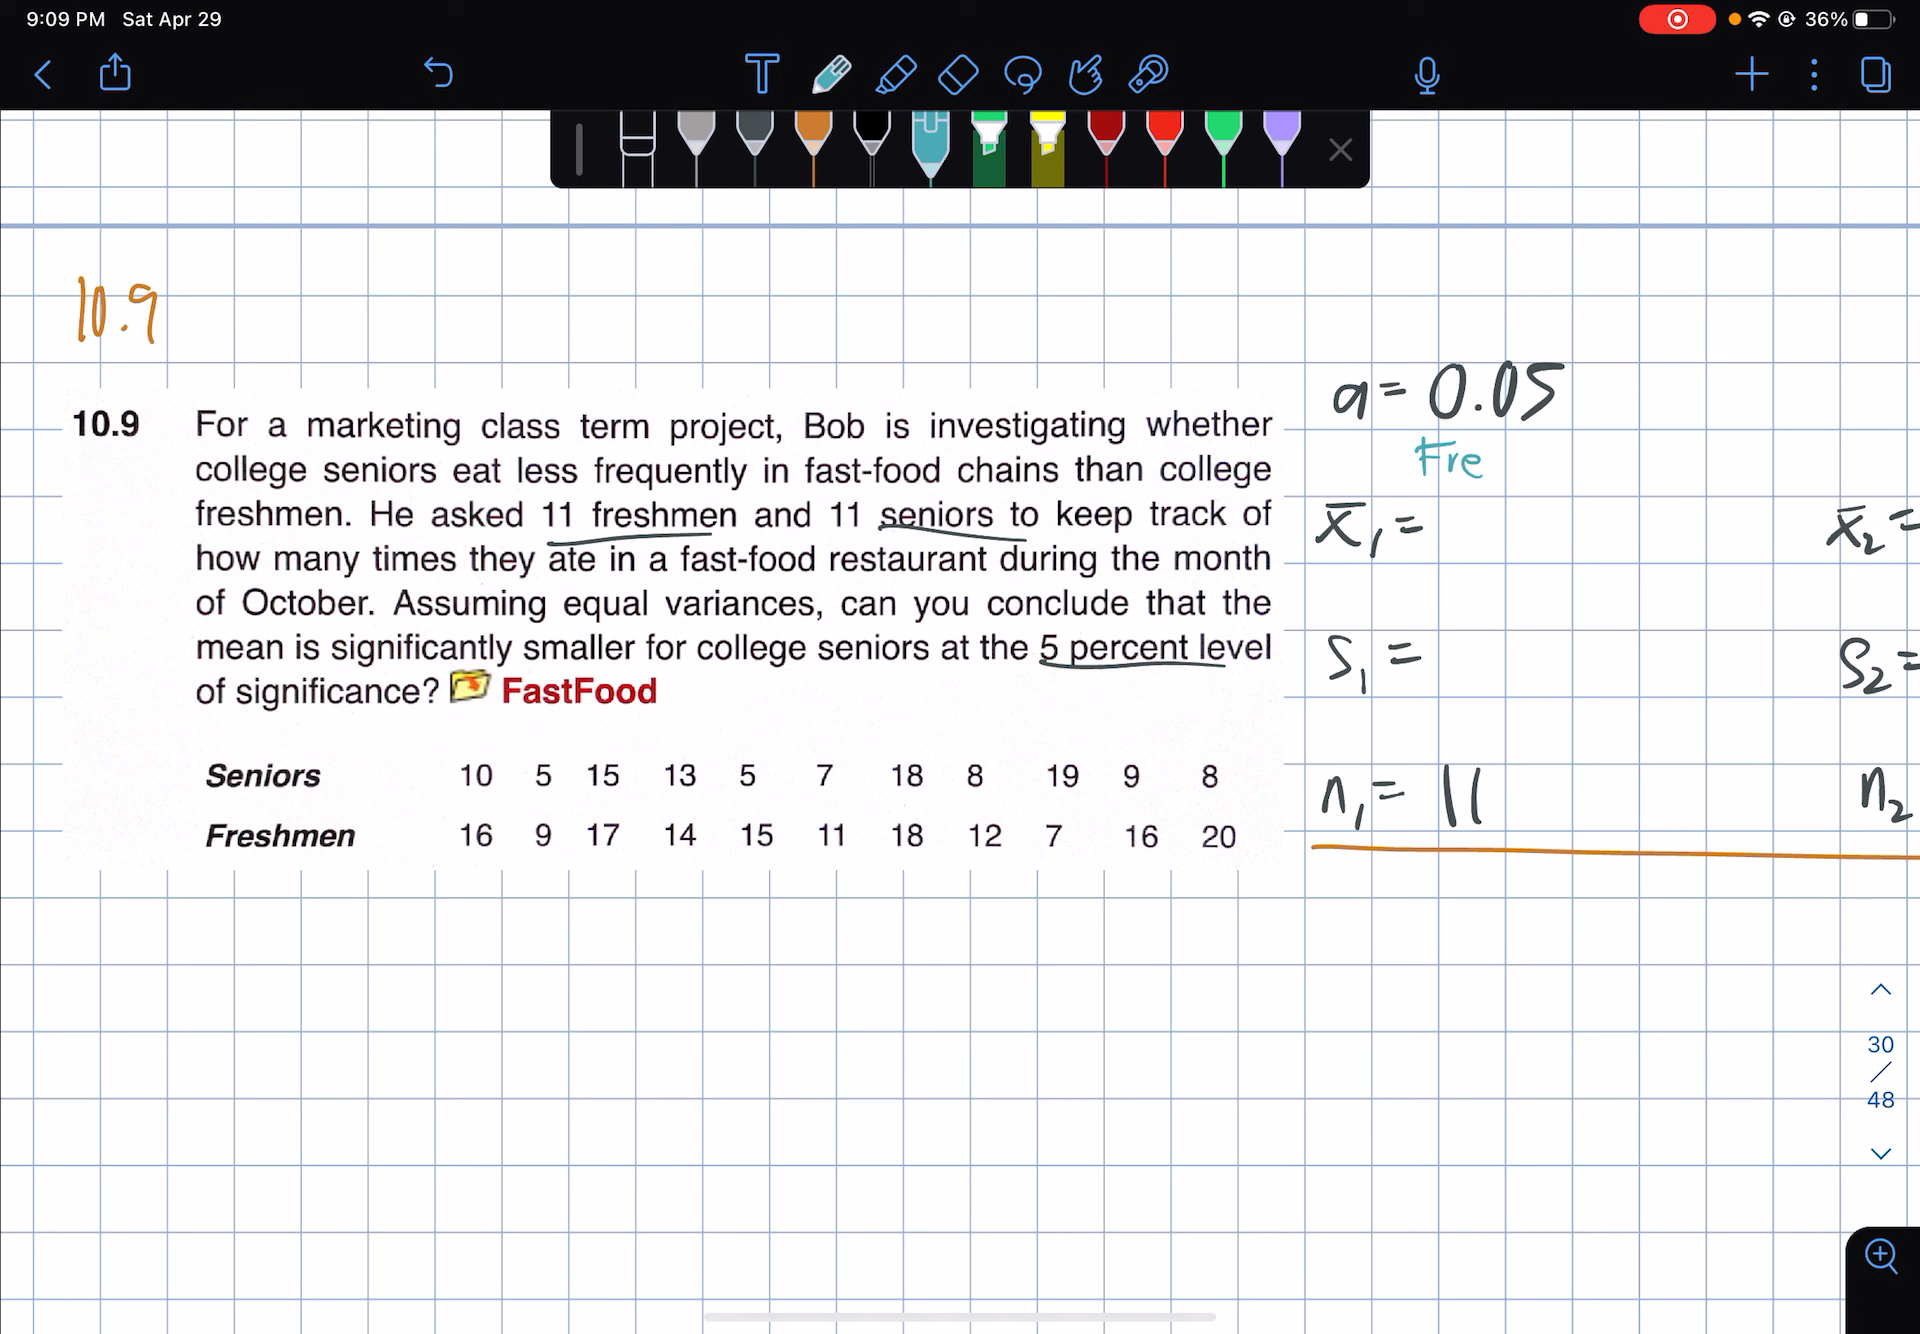 9:09 PM Sat Apr 29
36%
T
10.9
10.9 For a marketing class term project, Bob is investigating whether
college seniors eat less frequently in fast-food chains than college
freshmen. He asked 11 freshmen and 11 seniors to keep track of
how many times they ate in a fast-food restaurant during the month
of October. Assuming equal variances, can you conclude that the
mean is significantly smaller for college seniors at the 5 percent level
of significance? FastFood
Seniors 10 5 15 13 5 7 18 8 19 9 8
Freshmen 16 9 17 14 15 11 18 12 7 16 20
a = 0.05
Fre
x̄₁ = x̄₂ =
S₁ = S₂ =
n₁ = 11 n₂
30
/
48